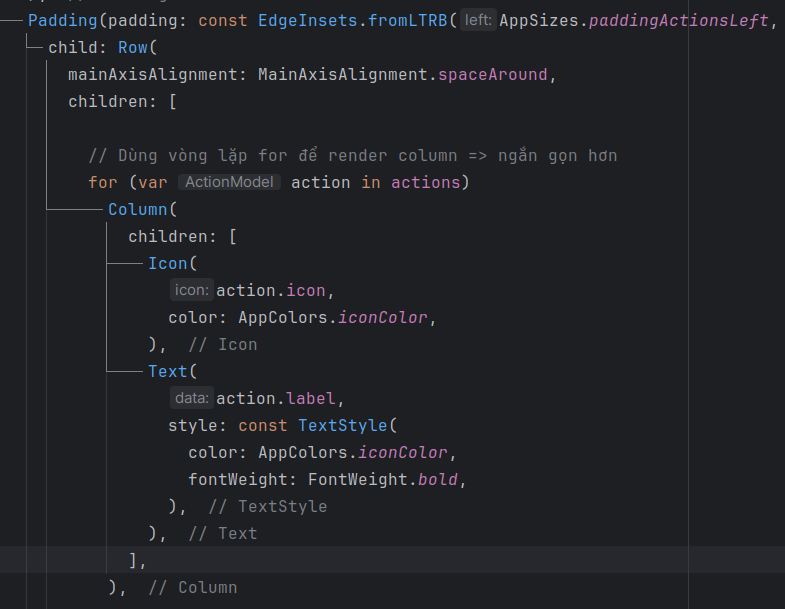 Padding(padding: const EdgeInsets.fromLTRB(left: AppSizes.paddingActionsLeft,
child: Row(
mainAxisAlignment: MainAxisAlignment.spaceAround,
children: [
// Dùng vòng lặp for để render column => ngắn gọn hơn
for (var ActionModel action in actions)
Column(
children: [
Icon(
icon: action.icon,
color: AppColors.iconColor,
), // Icon
Text(
data: action.label,
style: const TextStyle(
color: AppColors.iconColor,
fontWeight: FontWeight.bold,
), // TextStyle
), // Text
],
), // Column